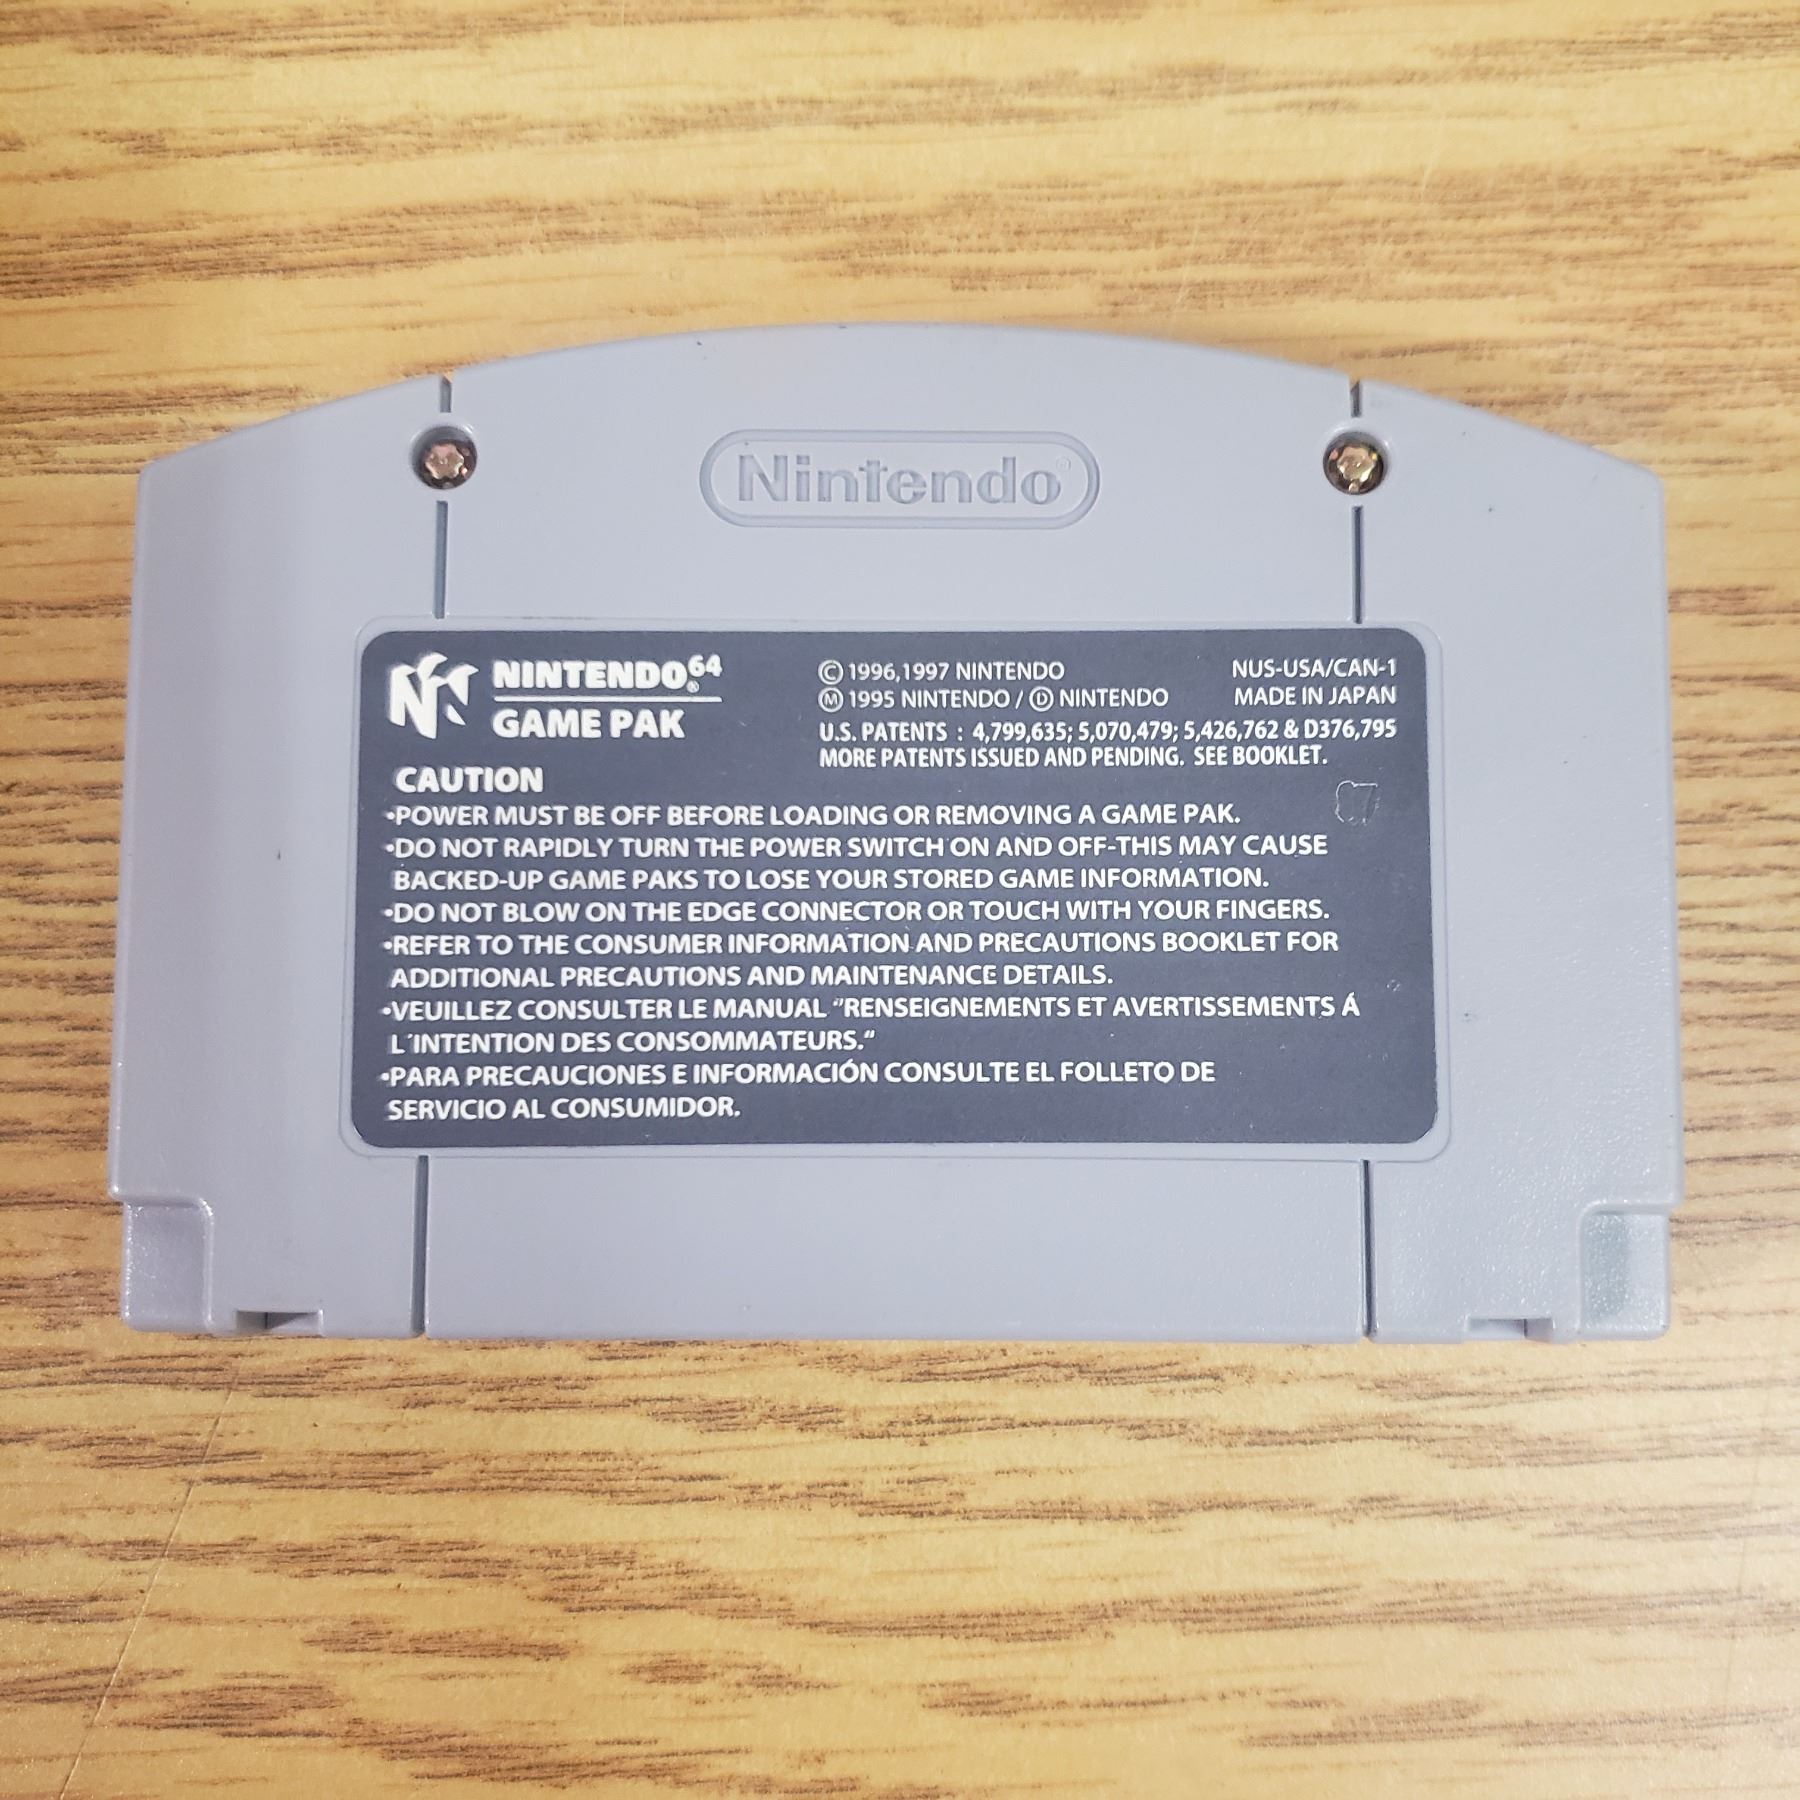 Nintendo®
NINTENDO⁶⁴®
GAME PAK
Ⓒ1996,1997 NINTENDO
Ⓜ1995 NINTENDO / Ⓓ NINTENDO
NUS-USA/CAN-1
MADE IN JAPAN
U.S. PATENTS : 4,799,635; 5,070,479; 5,426,762 & D376,795
MORE PATENTS ISSUED AND PENDING. SEE BOOKLET.
07
CAUTION
•POWER MUST BE OFF BEFORE LOADING OR REMOVING A GAME PAK.
•DO NOT RAPIDLY TURN THE POWER SWITCH ON AND OFF-THIS MAY CAUSE
BACKED-UP GAME PAKS TO LOSE YOUR STORED GAME INFORMATION.
•DO NOT BLOW ON THE EDGE CONNECTOR OR TOUCH WITH YOUR FINGERS.
•REFER TO THE CONSUMER INFORMATION AND PRECAUTIONS BOOKLET FOR
ADDITIONAL PRECAUTIONS AND MAINTENANCE DETAILS.
•VEUILLEZ CONSULTER LE MANUAL "RENSEIGNEMENTS ET AVERTISSEMENTS Á
L'INTENTION DES CONSOMMATEURS."
•PARA PRECAUCIONES E INFORMACIÓN CONSULTE EL FOLLETO DE
SERVICIO AL CONSUMIDOR.